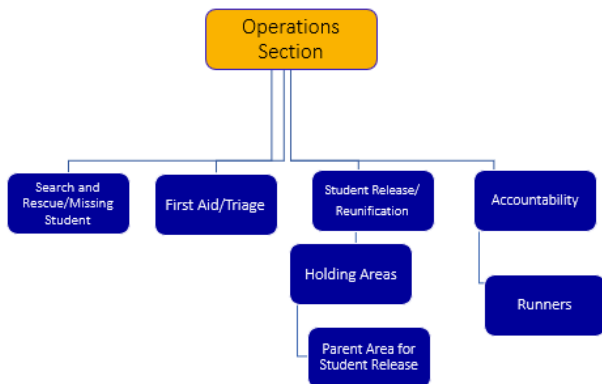 Operations
Section
Search and
Rescue/Missing
Student
First Aid/Triage
Student Release/
Reunification
Accountability
Holding Areas
Runners
Parent Area for
Student Release